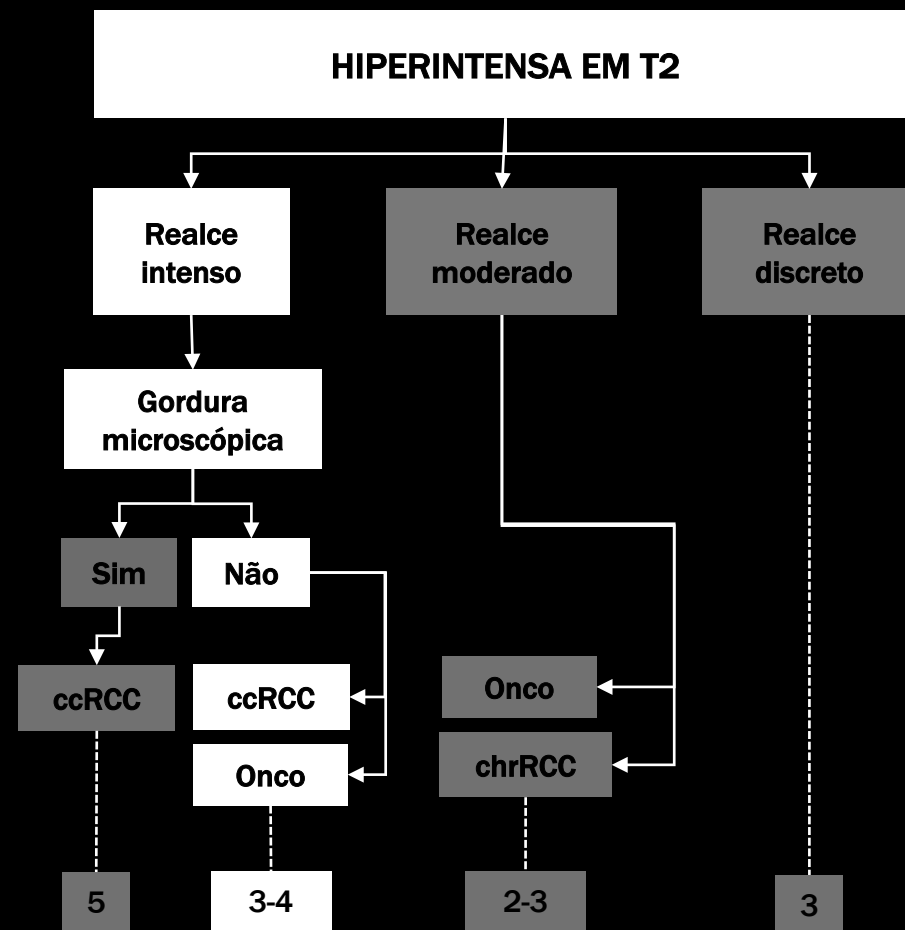 HIPERINTENSA EM T2
Realce
intenso
Realce
moderado
Realce
discreto
Gordura
microscópica
Sim
Não
ccRCC
ccRCC
Onco
Onco
chrRCC
5
3-4
2-3
3